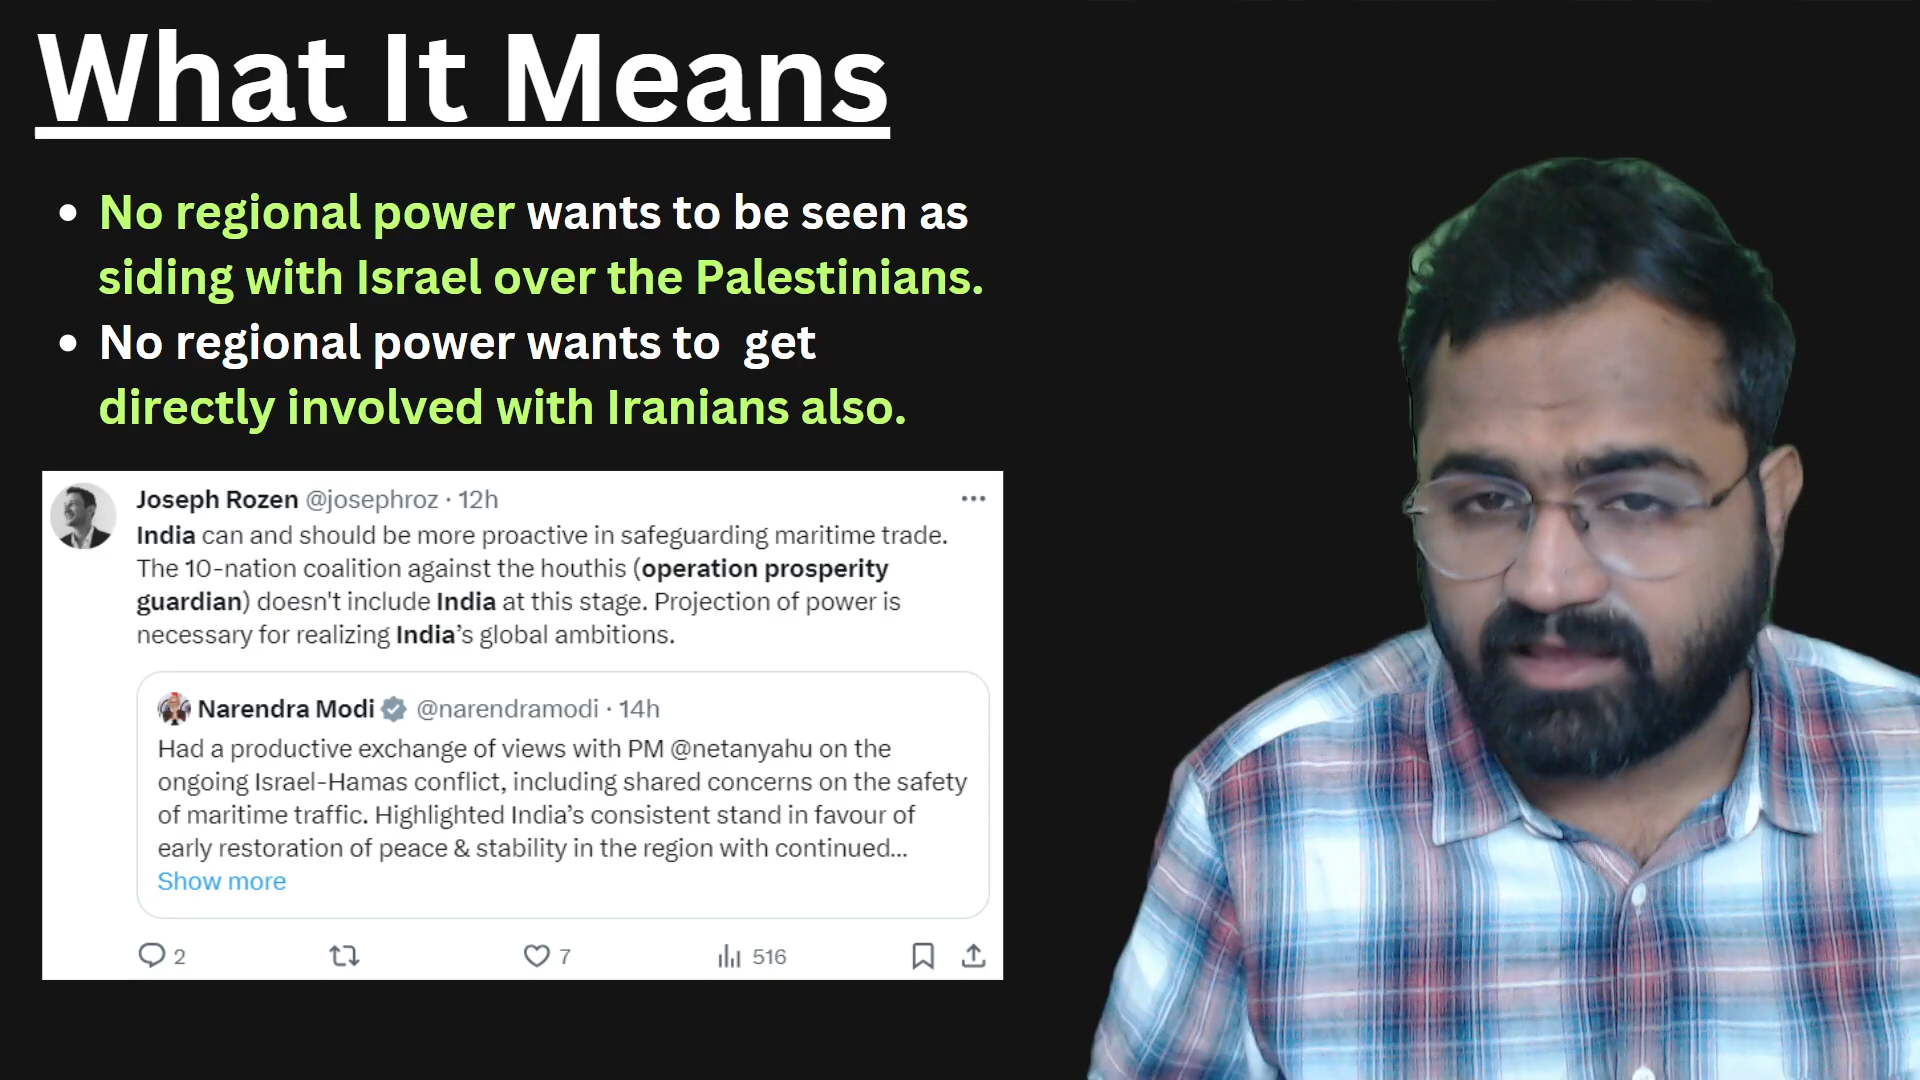 What It Means
• No regional power wants to be seen as
siding with Israel over the Palestinians.
• No regional power wants to  get
directly involved with Iranians also.
Joseph Rozen @josephroz · 12h
India can and should be more proactive in safeguarding maritime trade.
The 10-nation coalition against the houthis (operation prosperity
guardian) doesn't include India at this stage. Projection of power is
necessary for realizing India’s global ambitions.
Narendra Modi @narendramodi · 14h
Had a productive exchange of views with PM @netanyahu on the
ongoing Israel-Hamas conflict, including shared concerns on the safety
of maritime traffic. Highlighted India’s consistent stand in favour of
early restoration of peace & stability in the region with continued...
Show more
2 7 516